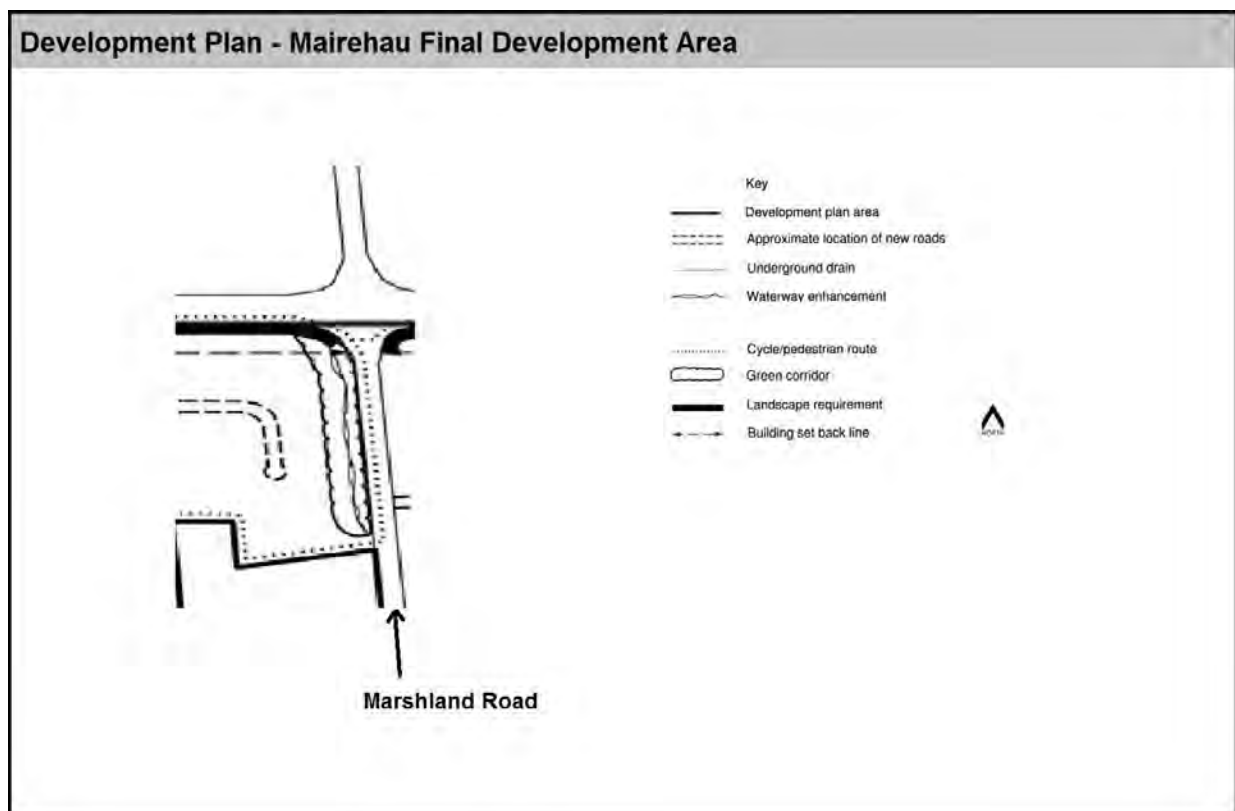 Development Plan - Mairehau Final Development Area
Key
Development plan area
Approximate location of new roads
Underground drain
Waterway enhancement
Cycle/pedestrian route
Green corridor
Landscape requirement
Building set back line
NORTH
Marshland Road